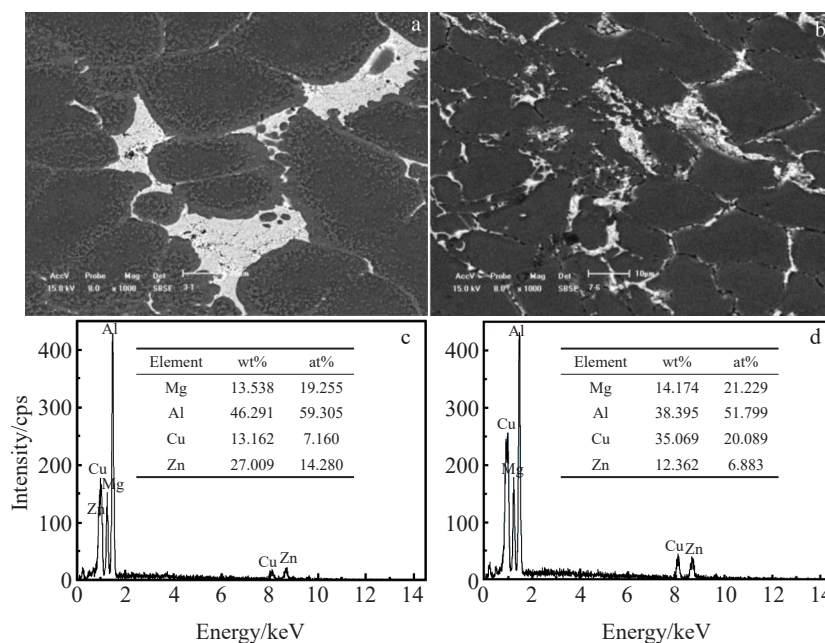 a
b
AccV Probe Mag Det
15.0 kV 8.0 x 1000 SBSE 3-1
AccV Probe Mag Det 10μm
15.0 kV 8.0 x 1000 SBSE 7-6
c
Element wt% at%
Mg 13.538 19.255
Al 46.291 59.305
Cu 13.162 7.160
Zn 27.009 14.280
Al
Cu
Mg
Zn
Cu Zn
400
300
200
100
0
0 2 4 6 8 10 12 14
Intensity/cps
Energy/keV
d
Element wt% at%
Mg 14.174 21.229
Al 38.395 51.799
Cu 35.069 20.089
Zn 12.362 6.883
Al
Cu
Mg
Cu Zn
400
300
200
100
0
0 2 4 6 8 10 12 14
Energy/keV